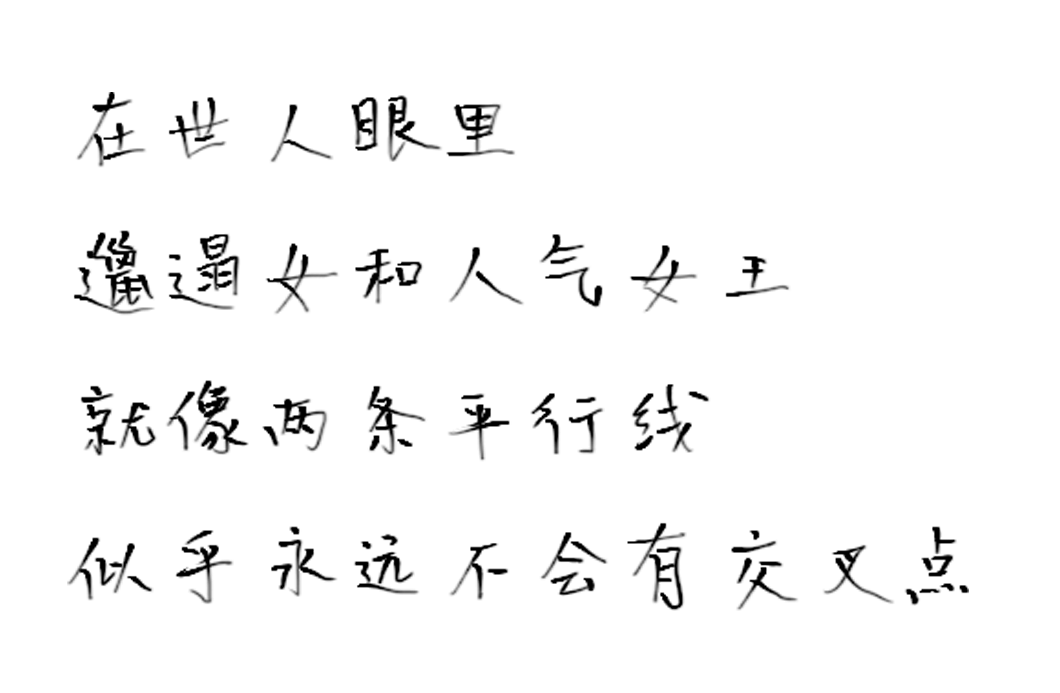 在世人眼里
邋遢女和人气女王
就像两条平行线
似乎永远不会有交叉点